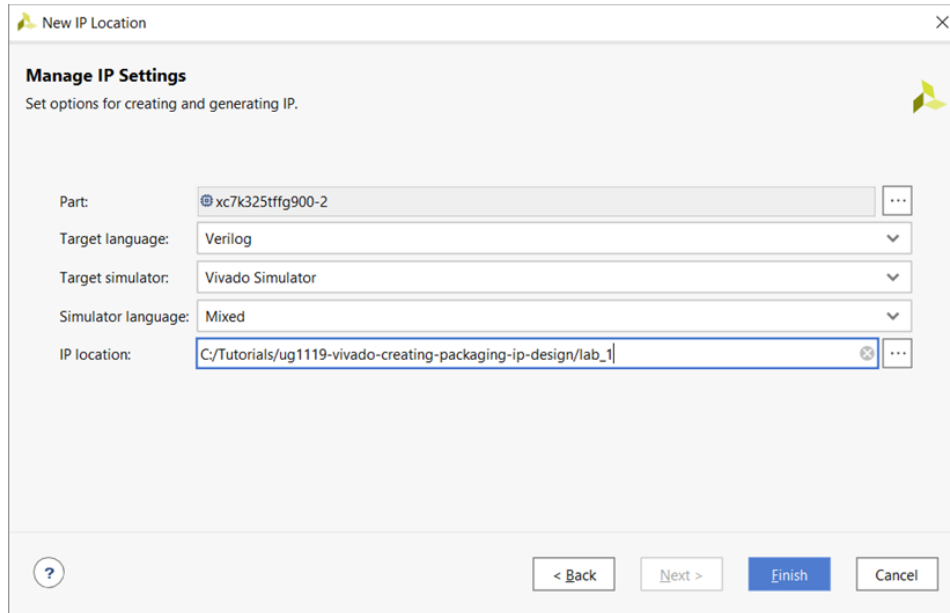 New IP Location
Manage IP Settings
Set options for creating and generating IP.
Part: xc7k325tffg900-2 ...
Target language: Verilog
Target simulator: Vivado Simulator
Simulator language: Mixed
IP location: C:/Tutorials/ug1119-vivado-creating-packaging-ip-design/lab_1 ...
? < Back Next > Finish Cancel